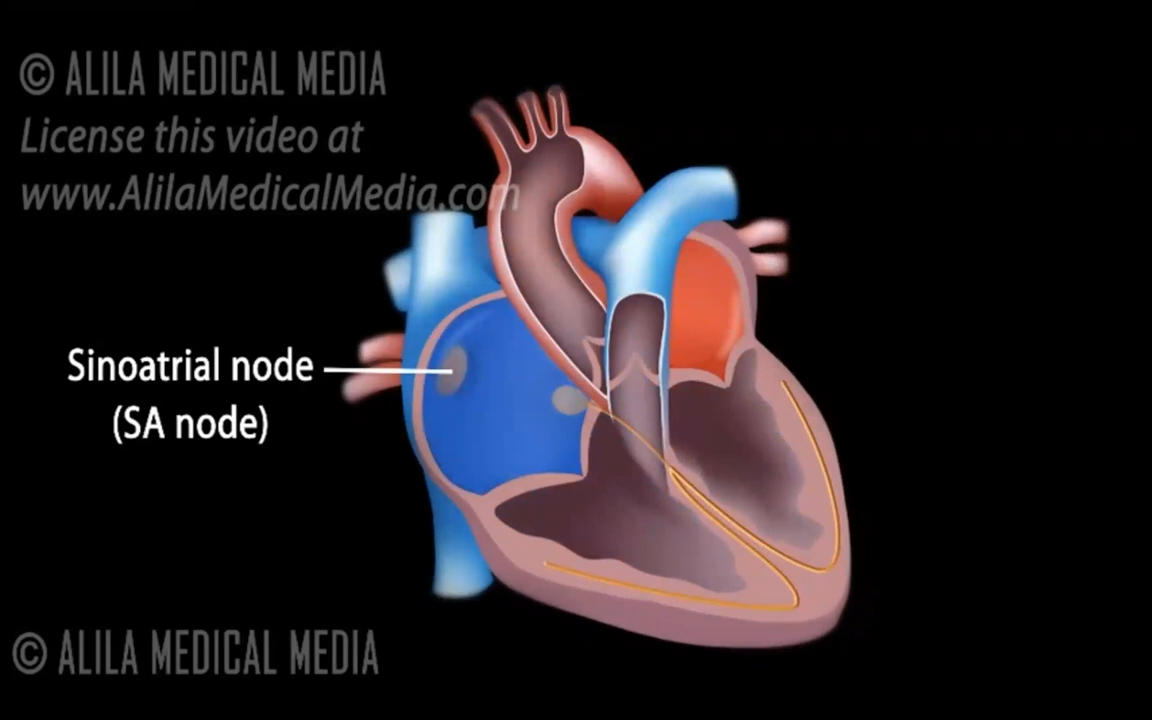 © ALILA MEDICAL MEDIA
License this video at
www.AlilaMedicalMedia.com
Sinoatrial node
(SA node)
© ALILA MEDICAL MEDIA